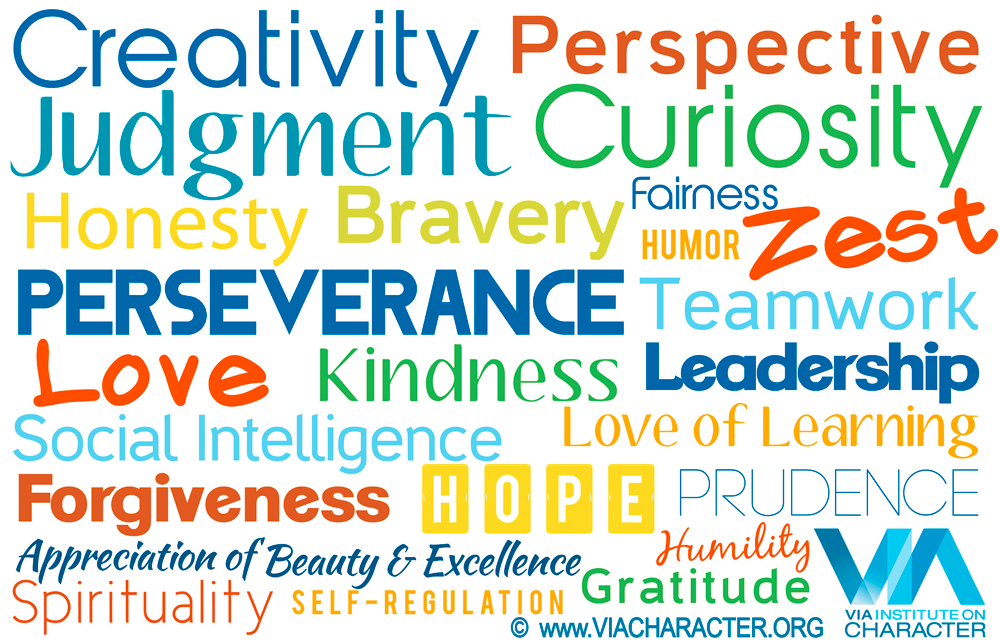 Creativity
Perspective
Judgment
Curiosity
Honesty
Bravery
Fairness
HUMOR
Zest
PERSEVERANCE
Teamwork
Love
Kindness
Leadership
Social Intelligence
Love of Learning
Forgiveness
HOPE
PRUDENCE
Appreciation of Beauty & Excellence
Humility
Spirituality
SELF-REGULATION
Gratitude
VIA
VIA INSTITUTE ON
CHARACTER
© www.VIACHARACTER.ORG